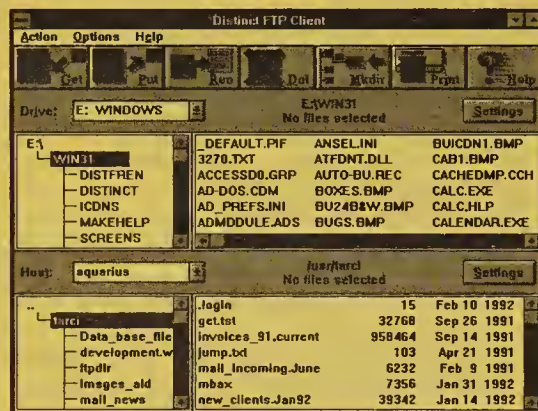 Distinct FTP Client
Action Options Help
Get Put Ren Del Mkdir Print Help
Drive: E: WINDOWS E:\WIN31 Settings
No files selected
E:\ _DEFAULT.PIF ANSEL.INI BUICDN1.BMP
WIN31 3270.TXT ATFDNT.DLL CAB1.BMP
DISTFREN ACCESSD0.GRP AUTO-BU.REC CACHEDMP.CCH
DISTINCT AD-DOS.CDM BOXES.BMP CALC.EXE
ICDNS AD_PREFS.INI BU24B&W.BMP CALC.HLP
MAKEHELP ADMDDULE.ADS BUGS.BMP CALENDAR.EXE
SCREENS
Host: aquarius /usr/tarci Settings
No files selected
.. .login 15 Feb 10 1992
tarci get.tst 32768 Sep 26 1991
Data_base_file invoices_91.current 958464 Sep 14 1991
development.w jump.txt 103 Apr 21 1991
ftpdir mail_incoming.June 6232 Feb 9 1991
Images_ald mbax 7356 Jan 31 1992
mail_news new_clients.Jan92 39342 Jan 14 1992